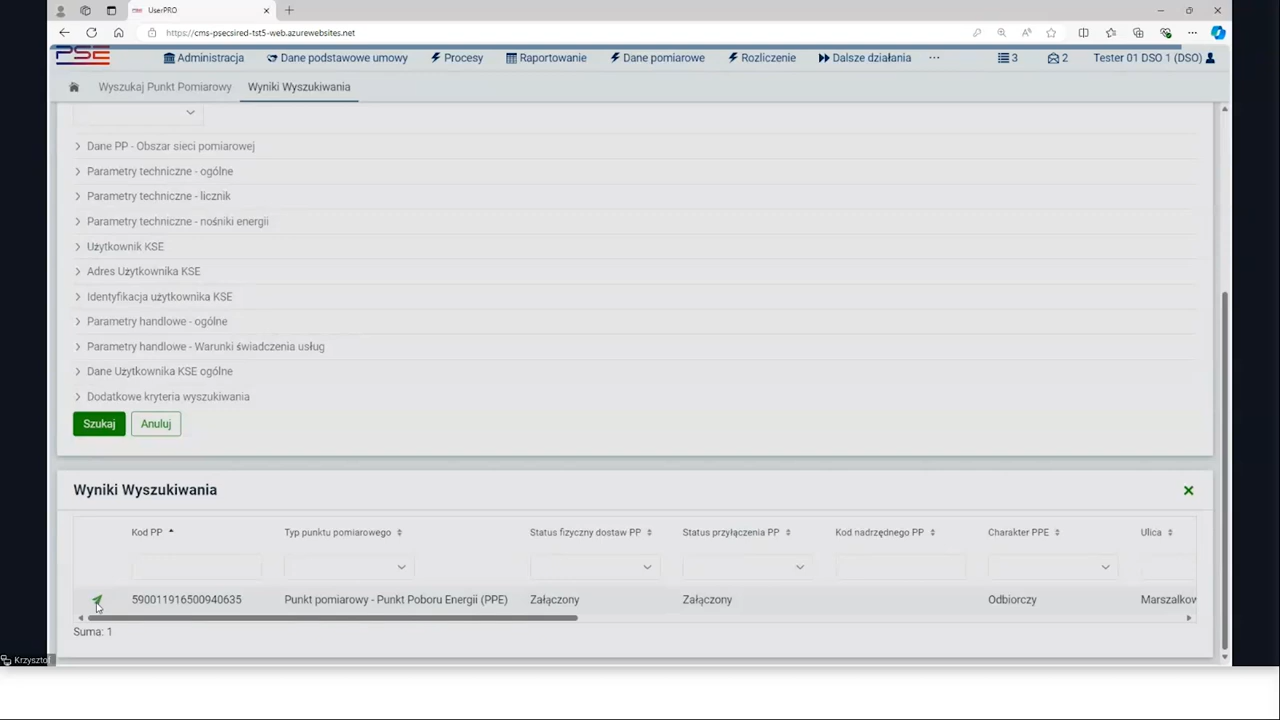 UserPRO
https://cms-psecsired-tst5-web.azurewebsites.net
PSE
Administracja
Dane podstawowe umowy
Procesy
Raportowanie
Dane pomiarowe
Rozliczenie
Dalsze działania
...
3
2
Tester 01 DSO 1 (DSO)
Wyszukaj Punkt Pomiarowy
Wyniki Wyszukiwania
Dane PP - Obszar sieci pomiarowej
Parametry techniczne - ogólne
Parametry techniczne - licznik
Parametry techniczne - nośniki energii
Użytkownik KSE
Adres Użytkownika KSE
Identyfikacja użytkownika KSE
Parametry handlowe - ogólne
Parametry handlowe - Warunki świadczenia usług
Dane Użytkownika KSE ogólne
Dodatkowe kryteria wyszukiwania
Szukaj
Anuluj
Wyniki Wyszukiwania
Kod PP
Typ punktu pomiarowego
Status fizyczny dostaw PP
Status przyłączenia PP
Kod nadrzędnego PP
Charakter PPE
Ulica
590011916500940635
Punkt pomiarowy - Punkt Poboru Energii (PPE)
Załączony
Załączony
Odbiorczy
Marszalkow
Suma: 1
Krzysztof